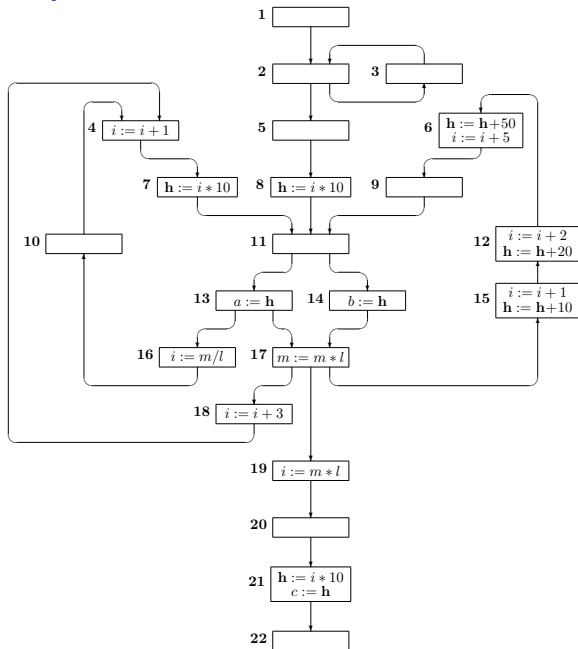 1
2
3
4 i := i + 1
5
6 h := h+50
i := i + 5
7 h := i ∗ 10
8 h := i ∗ 10
9
10
11
12 i := i + 2
h := h+20
13 a := h
14 b := h
15 i := i + 1
h := h+10
16 i := m/l
17 m := m ∗ l
18 i := i + 3
19 i := m ∗ l
20
21 h := i ∗ 10
c := h
22